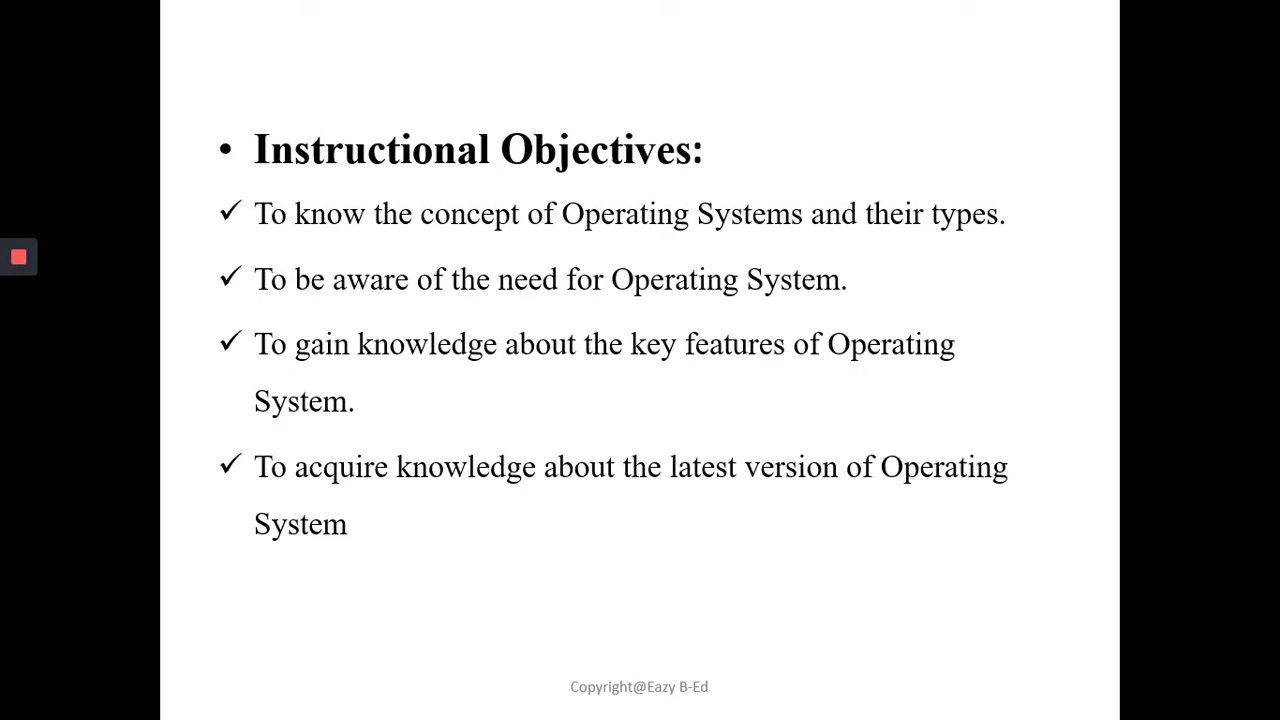 • Instructional Objectives:
✓ To know the concept of Operating Systems and their types.
✓ To be aware of the need for Operating System.
✓ To gain knowledge about the key features of Operating
System.
✓ To acquire knowledge about the latest version of Operating
System
Copyright@Eazy B-Ed